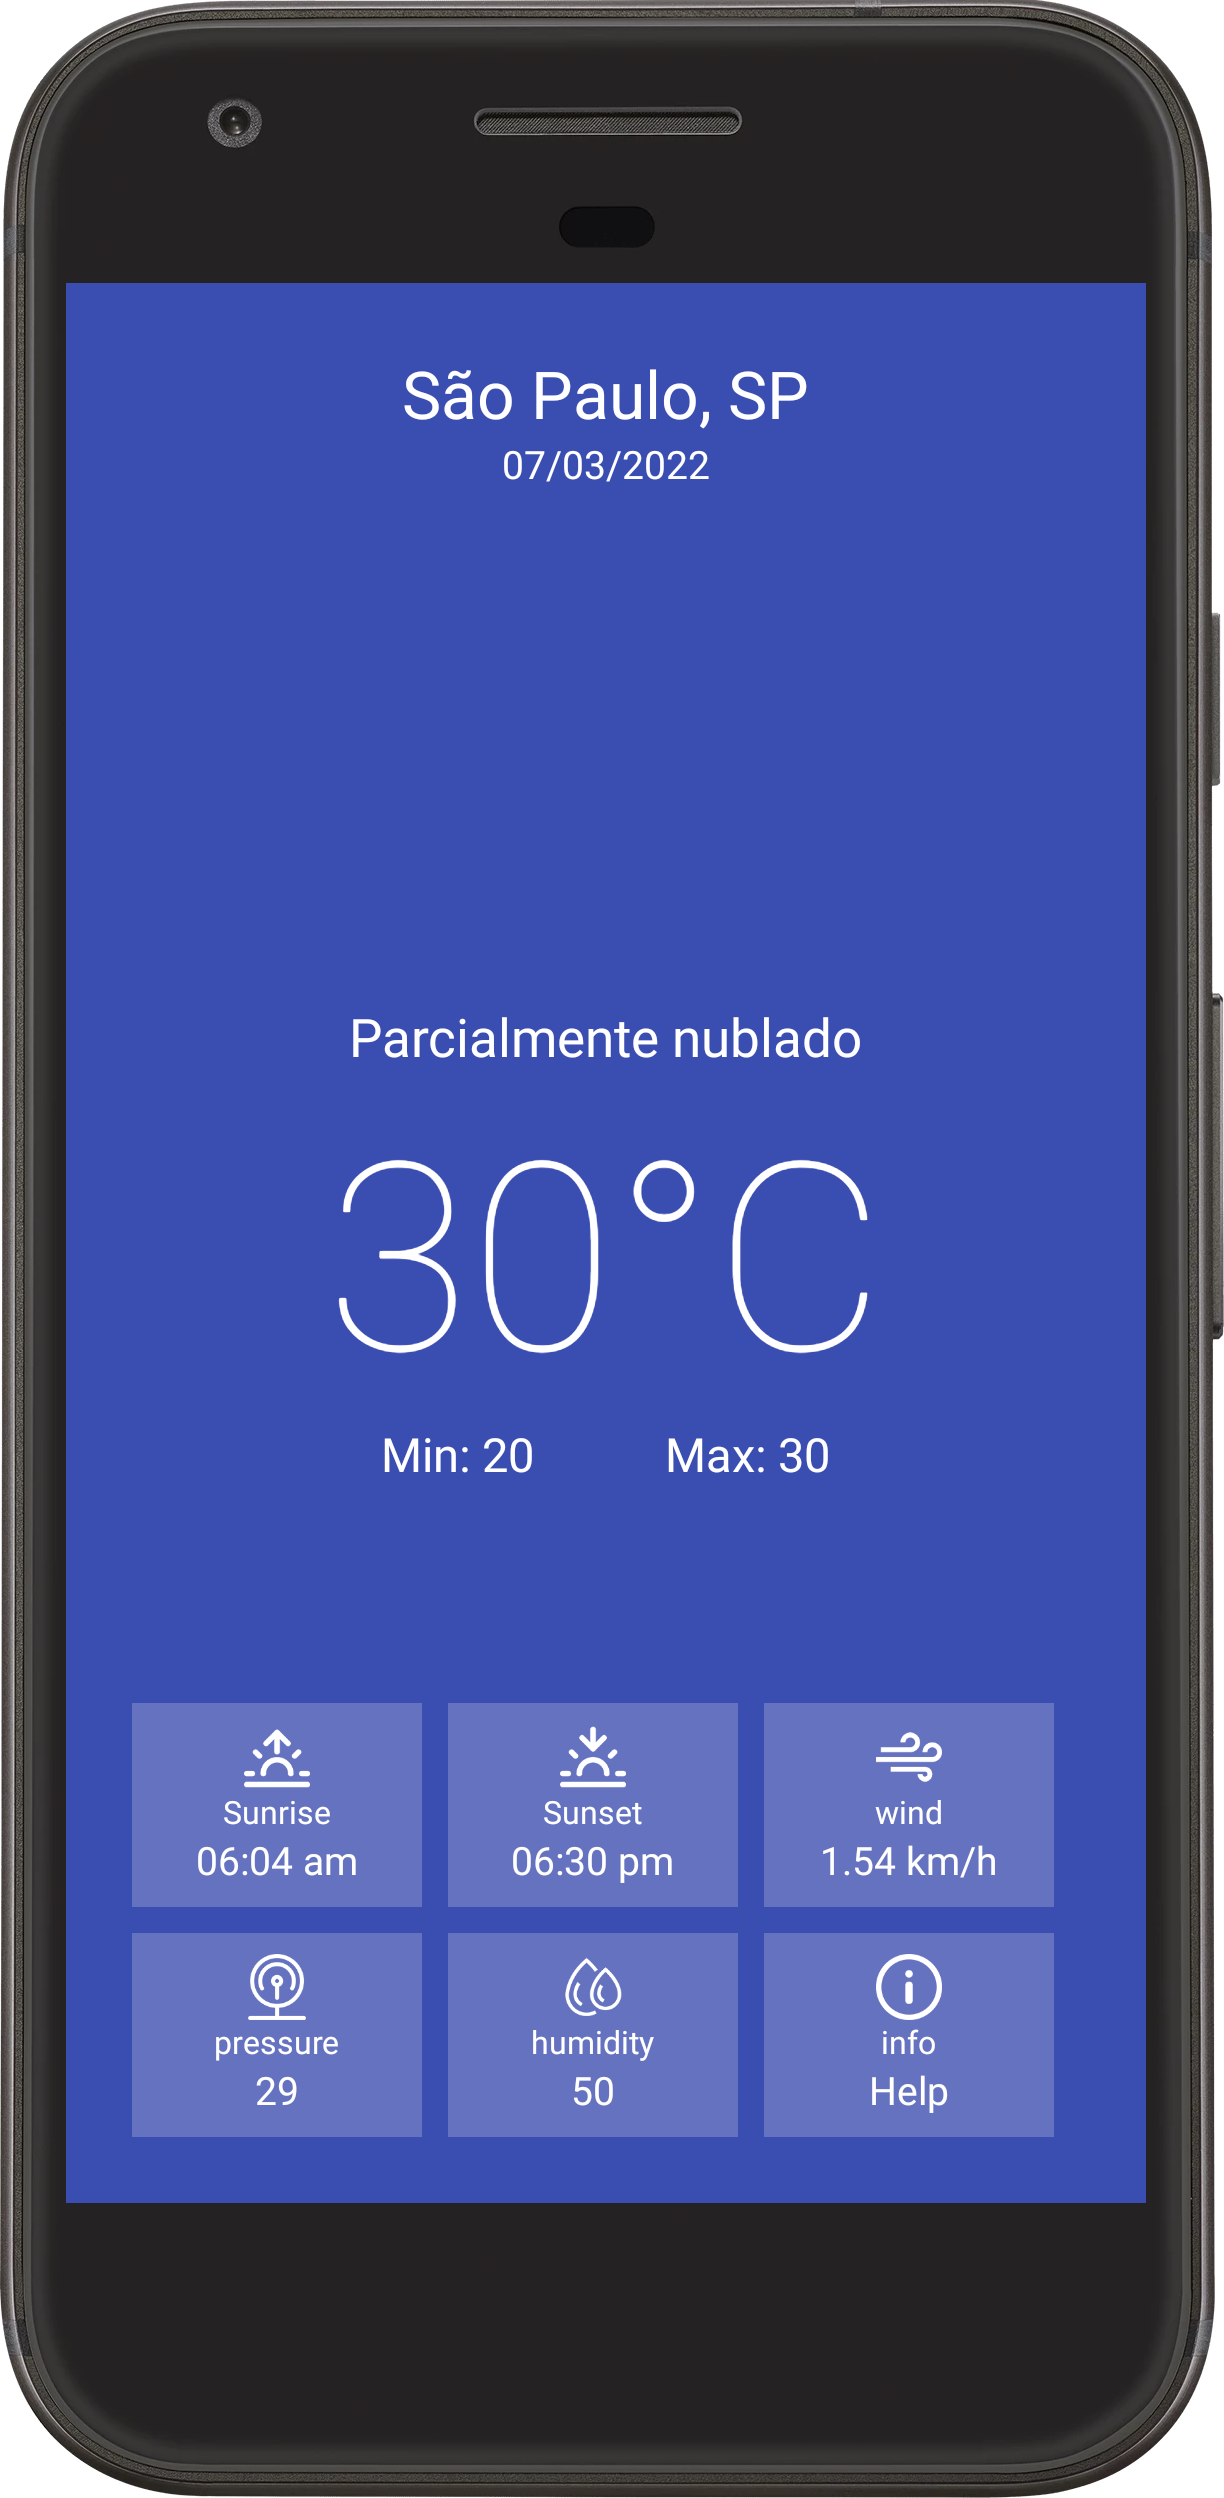 São Paulo, SP
07/03/2022
Parcialmente nublado
30°C
Min: 20 Max: 30
Sunrise
06:04 am
Sunset
06:30 pm
wind
1.54 km/h
pressure
29
humidity
50
info
Help